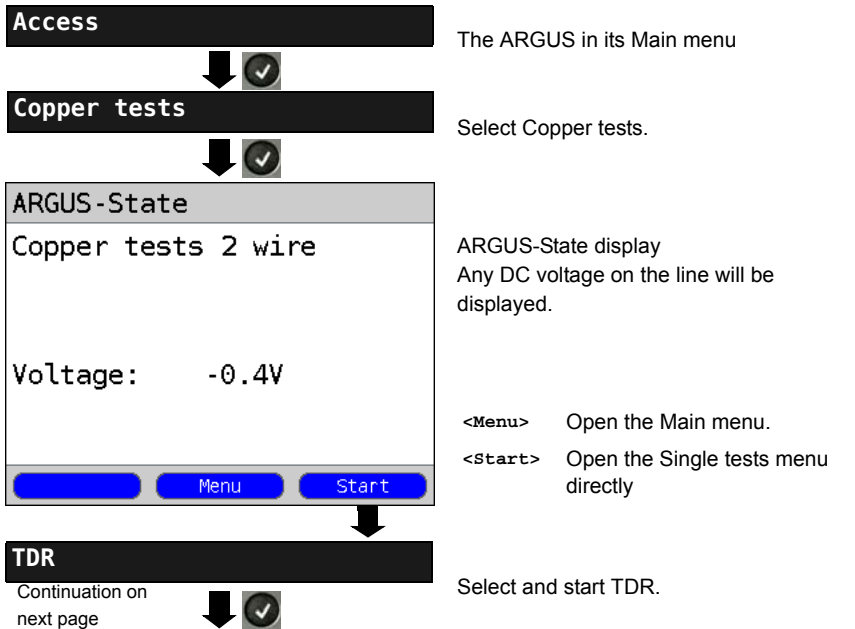 Access
The ARGUS in its Main menu
Copper tests
Select Copper tests.
ARGUS-State
Copper tests 2 wire
Voltage: -0.4V
Menu Start
ARGUS-State display
Any DC voltage on the line will be
displayed.
<Menu> Open the Main menu.
<Start> Open the Single tests menu
directly
TDR
Continuation on
next page
Select and start TDR.